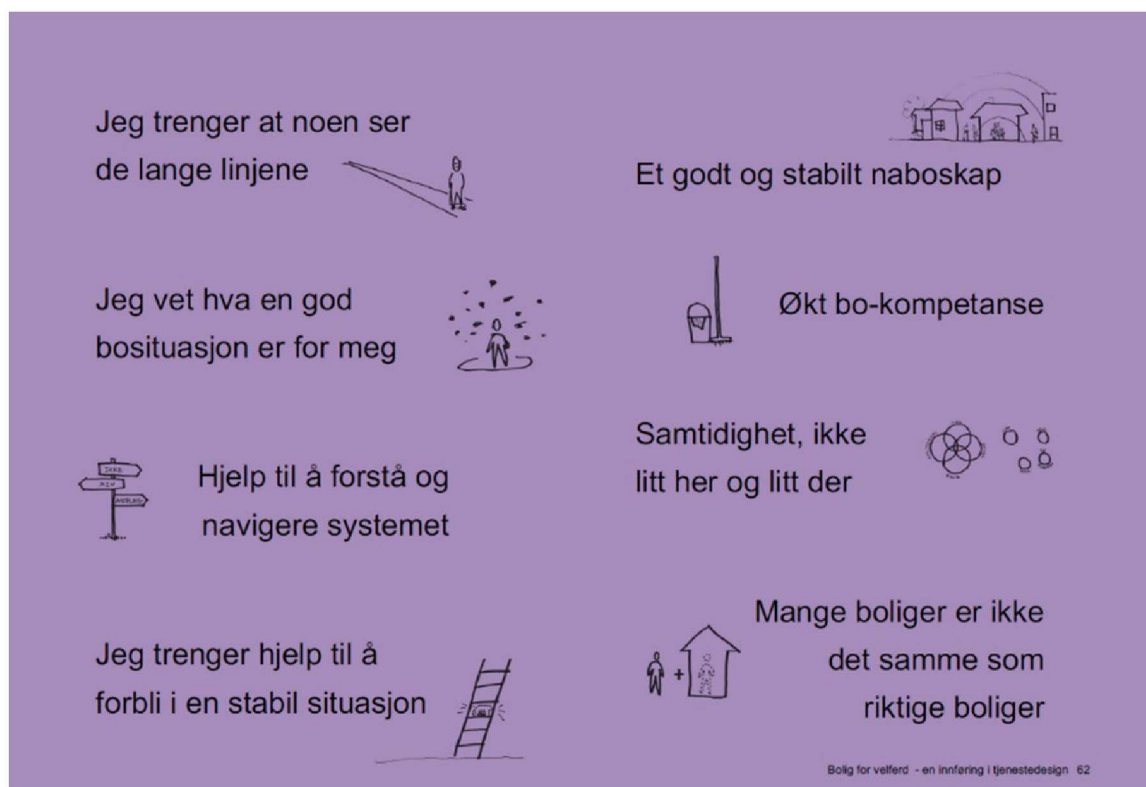 Jeg trenger at noen ser
de lange linjene
Et godt og stabilt naboskap
Jeg vet hva en god
bosituasjon er for meg
Økt bo-kompetanse
Hjelp til å forstå og
navigere systemet
Samtidighet, ikke
litt her og litt der
Jeg trenger hjelp til å
forbli i en stabil situasjon
Mange boliger er ikke
det samme som
riktige boliger
Bolig for velferd - en innføring i tjenestedesign 62